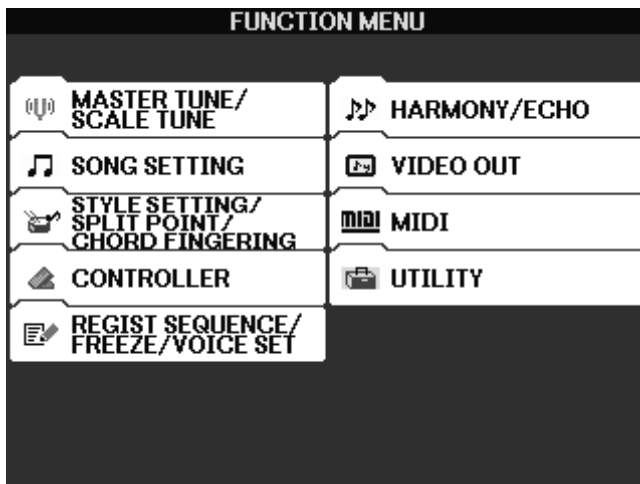 FUNCTION MENU
MASTER TUNE/
SCALE TUNE
SONG SETTING
STYLE SETTING/
SPLIT POINT/
CHORD FINGERING
CONTROLLER
REGIST SEQUENCE/
FREEZE/VOICE SET
HARMONY/ECHO
VIDEO OUT
MIDI MIDI
UTILITY